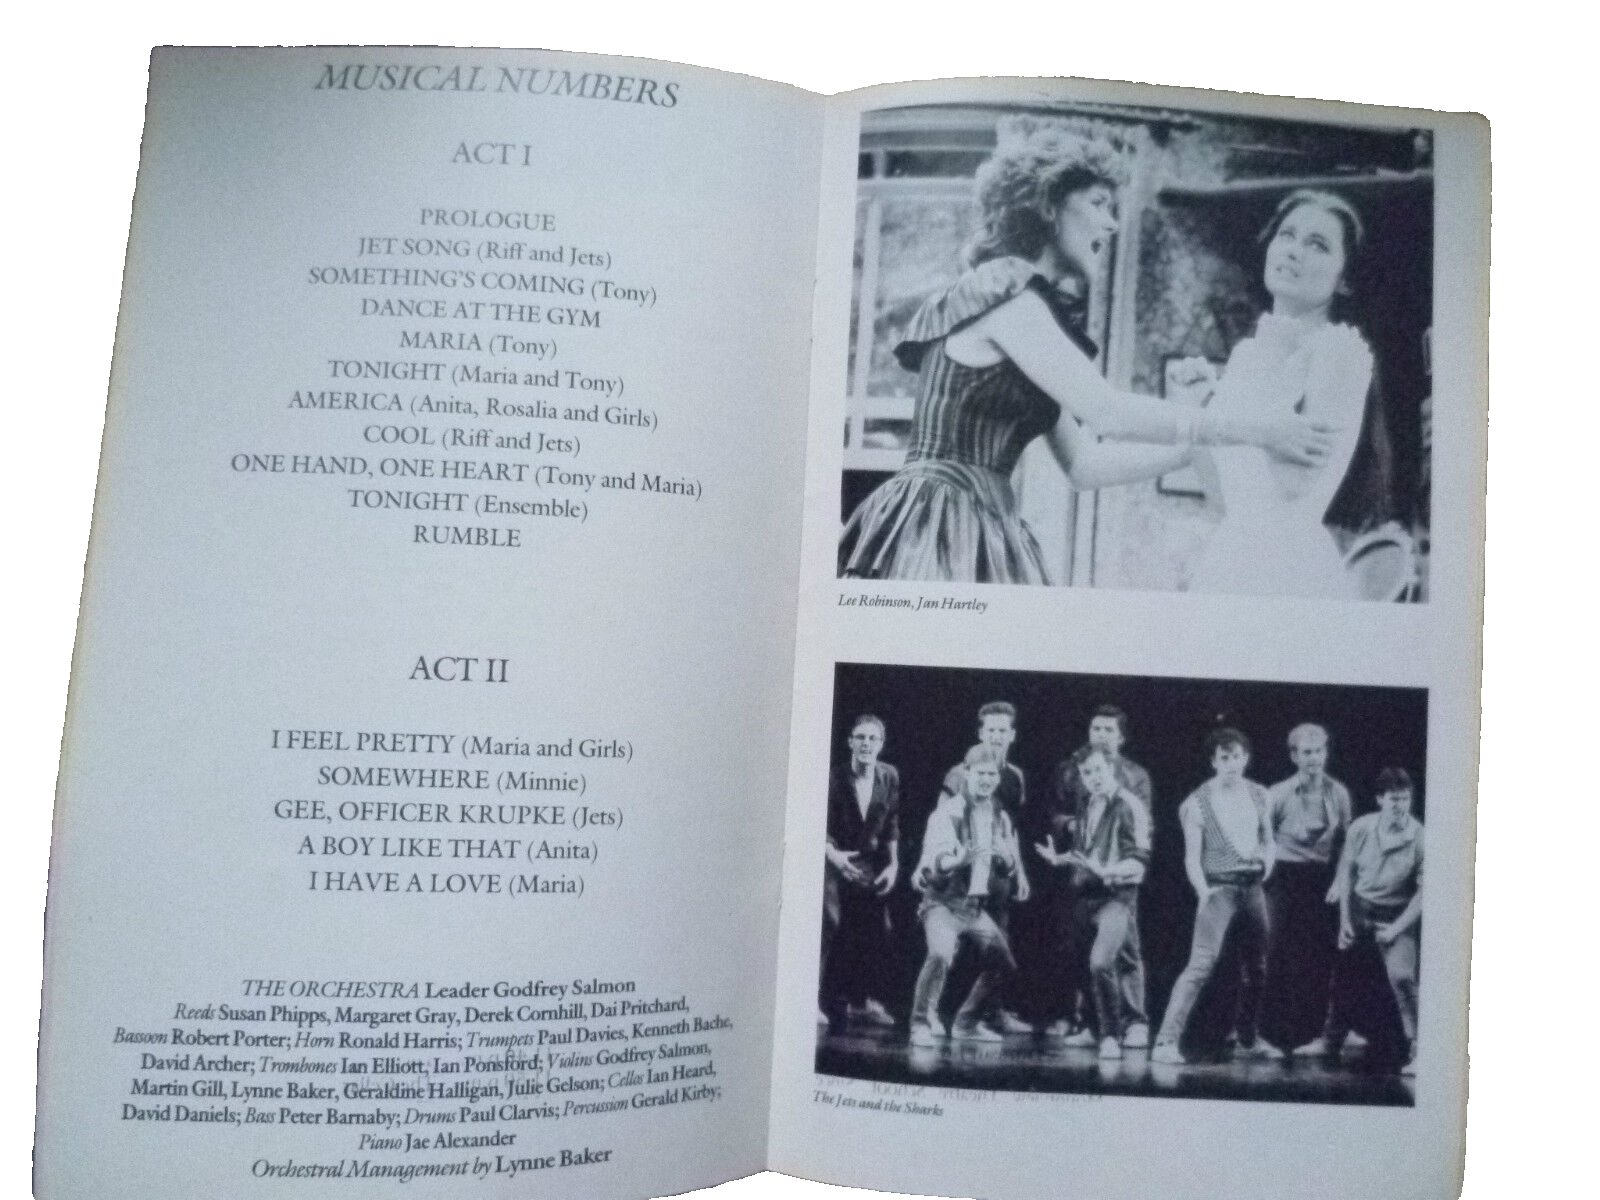 MUSICAL NUMBERS
ACT I
PROLOGUE
JET SONG (Riff and Jets)
SOMETHING'S COMING (Tony)
DANCE AT THE GYM
MARIA (Tony)
TONIGHT (Maria and Tony)
AMERICA (Anita, Rosalia and Girls)
COOL (Riff and Jets)
ONE HAND, ONE HEART (Tony and Maria)
TONIGHT (Ensemble)
RUMBLE
ACT II
I FEEL PRETTY (Maria and Girls)
SOMEWHERE (Minnie)
GEE, OFFICER KRUPKE (Jets)
A BOY LIKE THAT (Anita)
I HAVE A LOVE (Maria)
THE ORCHESTRA Leader Godfrey Salmon
Reeds Susan Phipps, Margaret Gray, Derek Cornhill, Dai Pritchard,
Bassoon Robert Porter; Horn Ronald Harris; Trumpets Paul Davies, Kenneth Bache,
David Archer; Trombones Ian Elliott, Ian Ponsford; Violins Godfrey Salmon,
Martin Gill, Lynne Baker, Geraldine Halligan, Julie Gelson; Cellos Ian Heard,
David Daniels; Bass Peter Barnaby; Drums Paul Clarvis; Percussion Gerald Kirby;
Piano Jae Alexander
Orchestral Management by Lynne Baker
Lee Robinson, Jan Hartley
The Jets and the Sharks